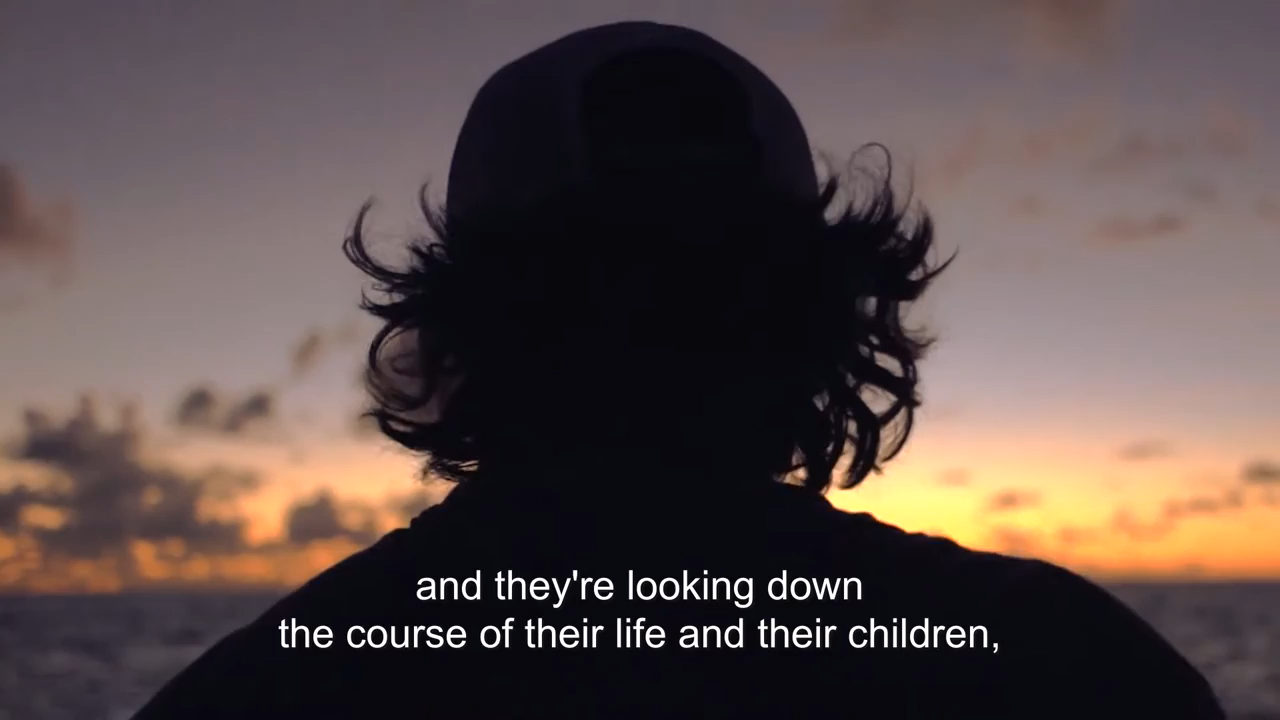 and they're looking down
the course of their life and their children,